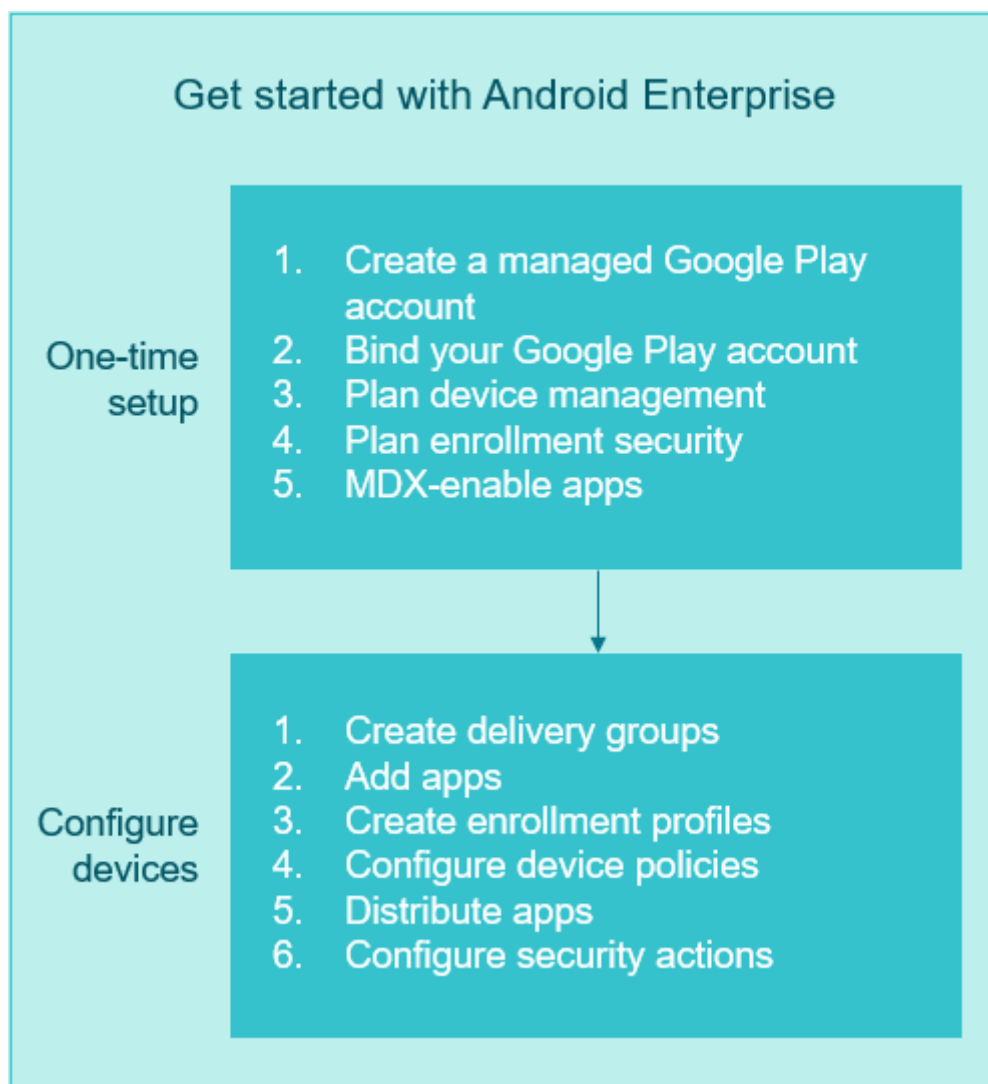 Get started with Android Enterprise
One-time
setup
1. Create a managed Google Play
account
2. Bind your Google Play account
3. Plan device management
4. Plan enrollment security
5. MDX-enable apps
Configure
devices
1. Create delivery groups
2. Add apps
3. Create enrollment profiles
4. Configure device policies
5. Distribute apps
6. Configure security actions